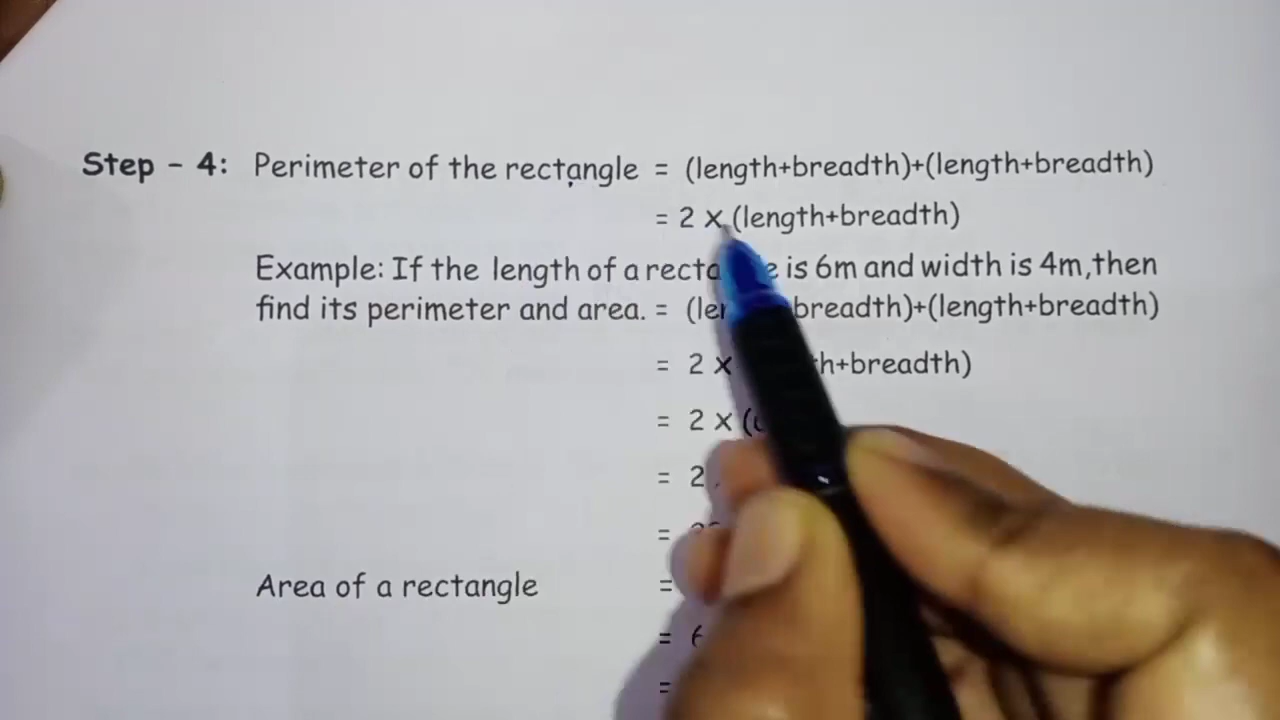 Step - 4: Perimeter of the rectangle = (length+breadth)+(length+breadth)
= 2 x (length+breadth)
Example: If the length of a is 6m and width is 4m,then
find its perimeter and area. = breadth)+(length+breadth)
= 2 x +breadth)
= 2 x (
= 2
=
Area of a rectangle =
= 6
=